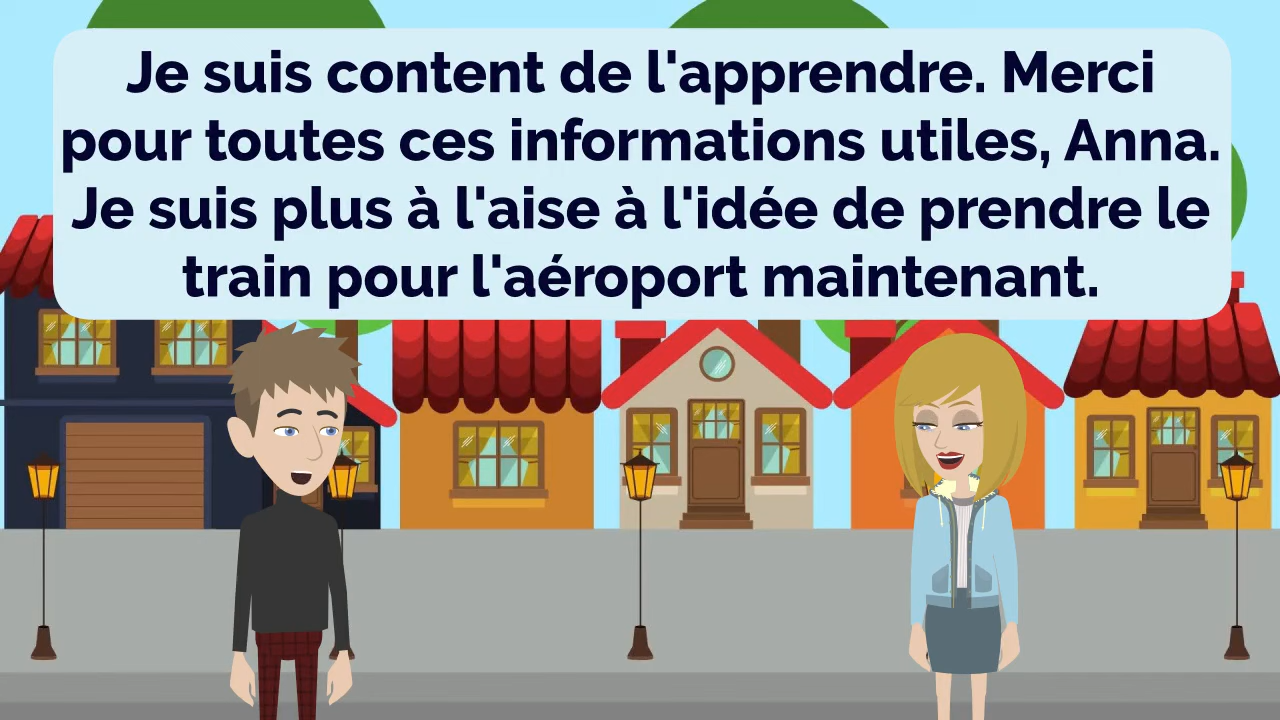 Je suis content de l'apprendre. Merci
pour toutes ces informations utiles, Anna.
Je suis plus à l'aise à l'idée de prendre le
train pour l'aéroport maintenant.